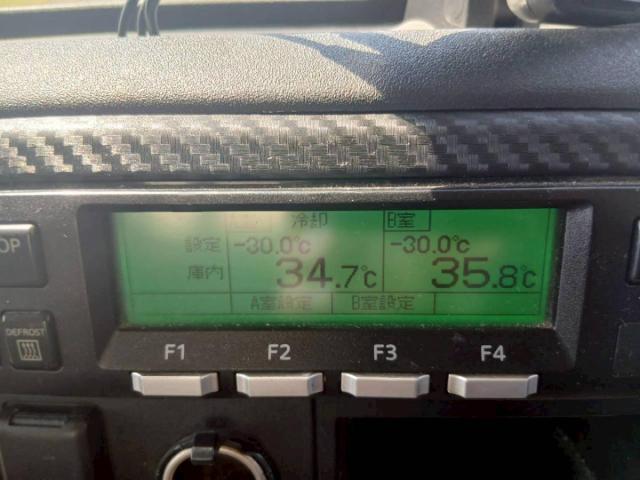 冷却 B室
設定 -30.0℃ -30.0℃
庫内 34.7℃ 35.8℃
A室設定 B室設定
OP
DEFROST
F1 F2 F3 F4